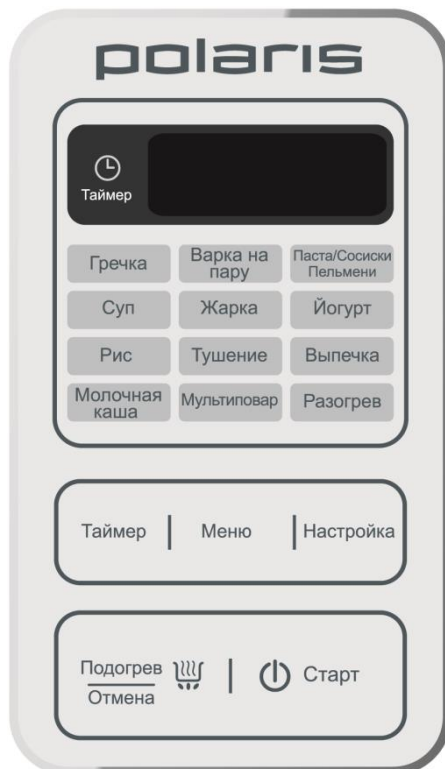 polaris
Таймер
Гречка
Варка на
пару
Паста/Сосиски
Пельмени
Суп
Жарка
Йогурт
Рис
Тушение
Выпечка
Молочная
каша
Мультиповар
Разогрев
Таймер
Меню
Настройка
Подогрев
Отмена
Старт